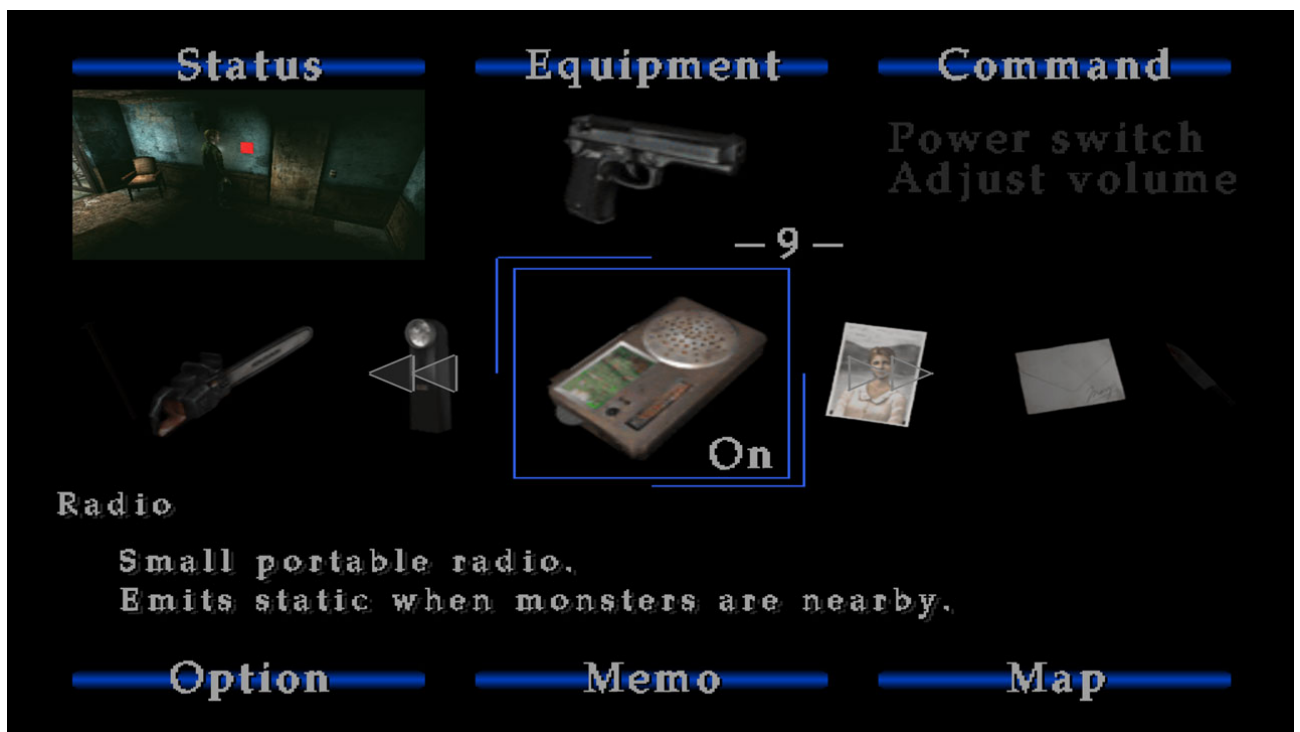 Status
Equipment
Command
Power switch
Adjust volume
– 9 –
On
Radio
Small portable radio.
Emits static when monsters are nearby.
Option
Memo
Map